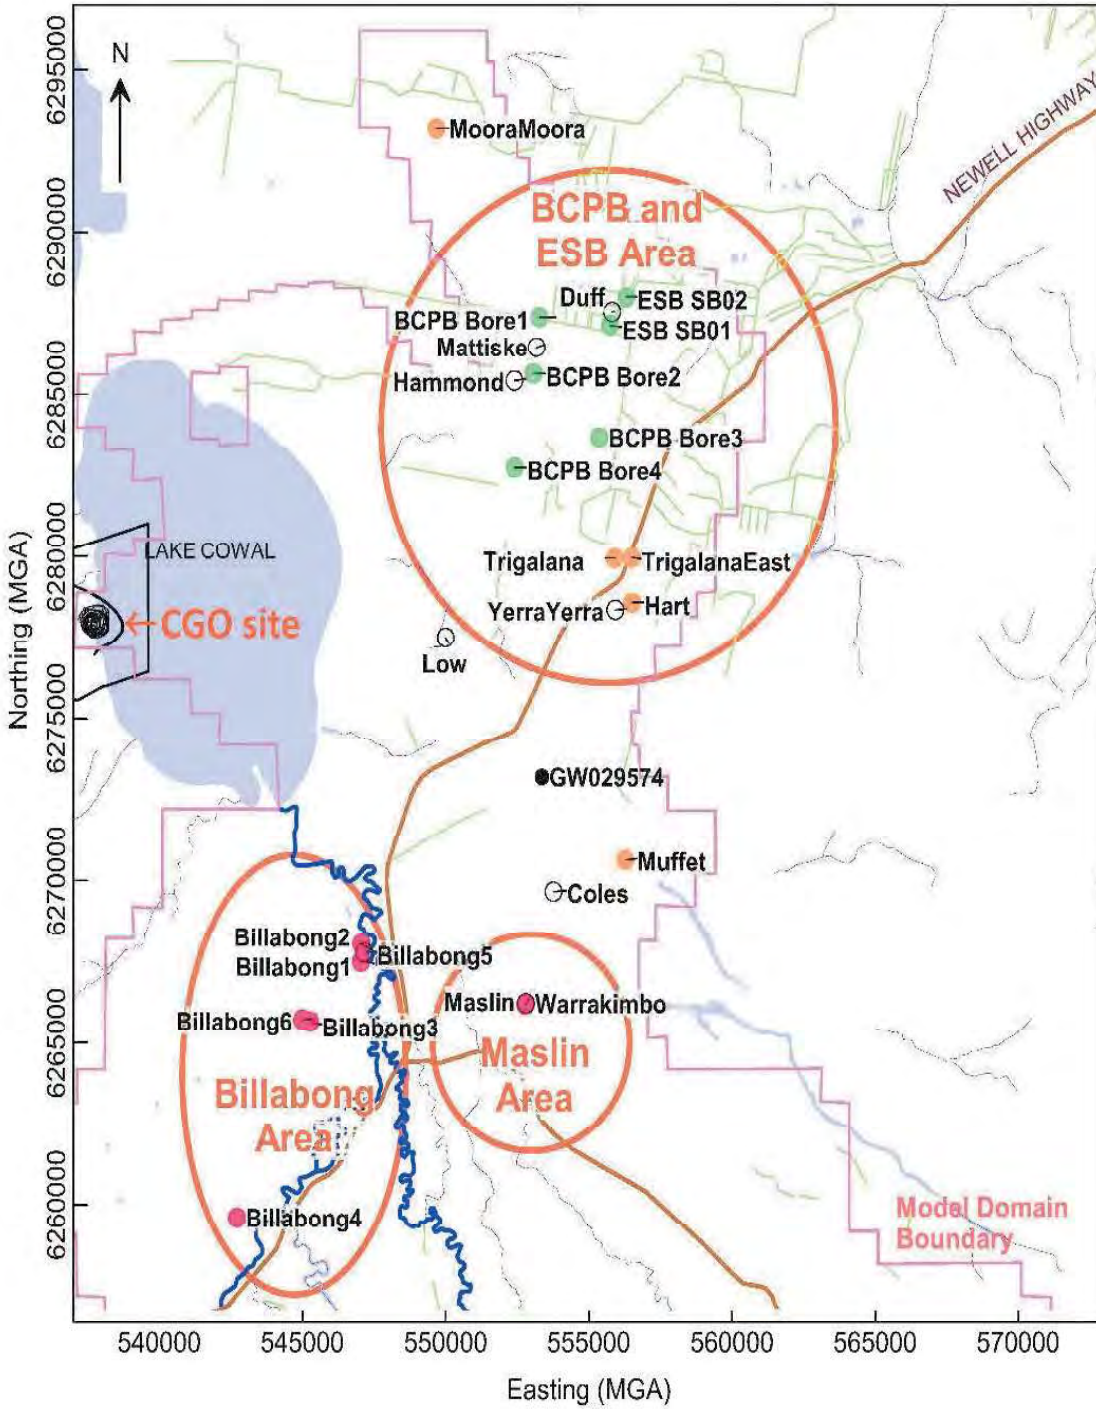 N
MooraMoora
NEWELL HIGHWAY
BCPB and
ESB Area
Duff
ESB SB02
BCPB Bore1
ESB SB01
Mattiske
Hammond
BCPB Bore2
BCPB Bore3
BCPB Bore4
LAKE COWAL
Trigalana
TrigalanaEast
CGO site
YerraYerra
Hart
Low
GW029574
Muffet
Coles
Billabong2
Billabong5
Billabong1
Maslin
Warrakimbo
Billabong6
Billabong3
Maslin
Area
Billabong
Area
Billabong4
Model Domain
Boundary
Northing (MGA)
6295000
6290000
6285000
6280000
6275000
6270000
6265000
6260000
540000
545000
550000
555000
560000
565000
570000
Easting (MGA)